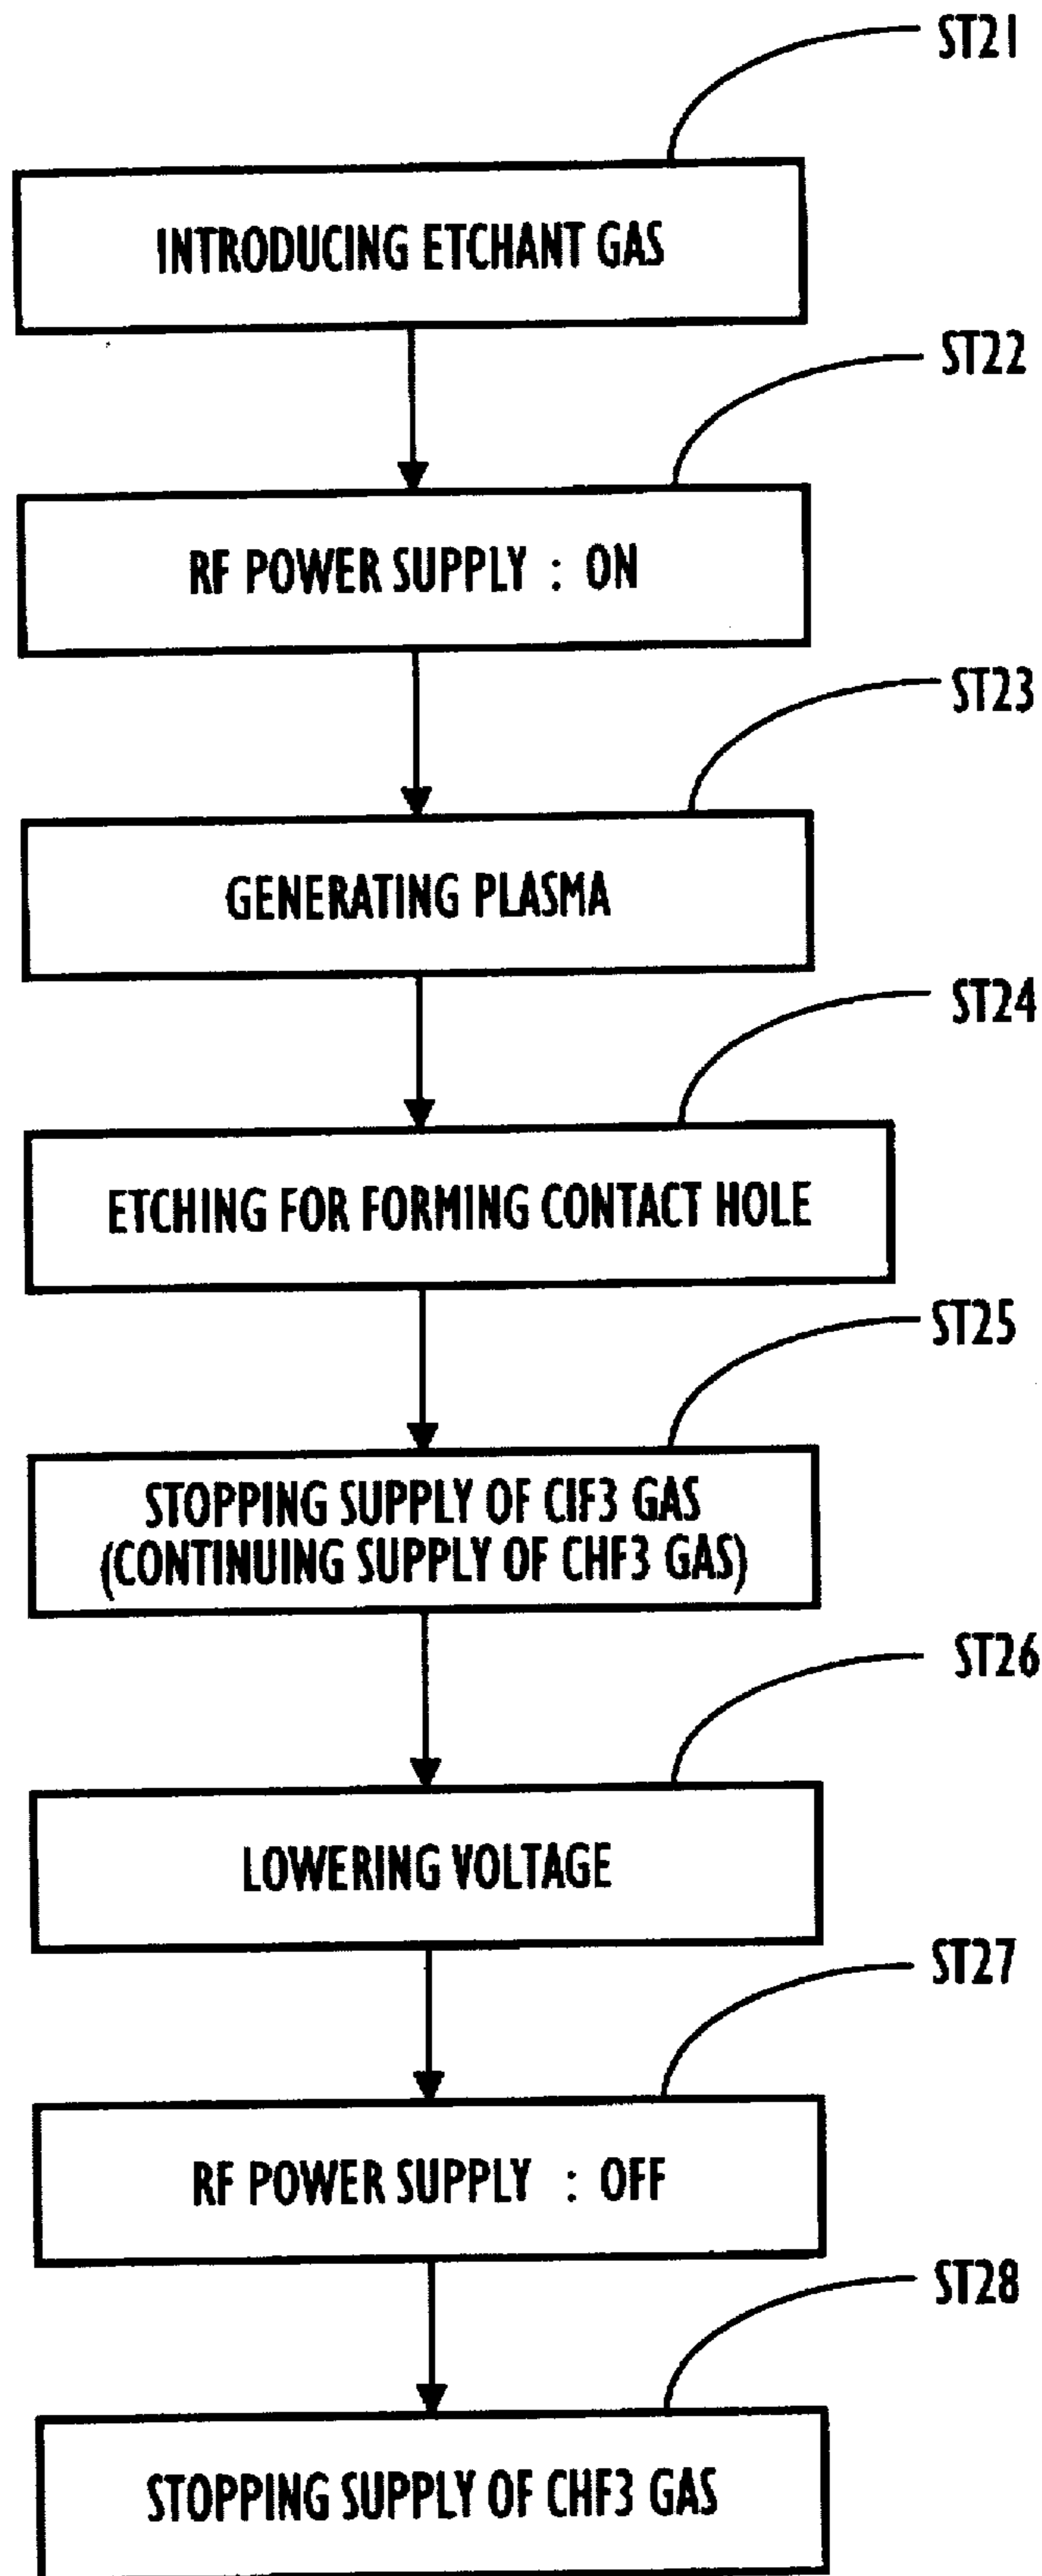 ST21
INTRODUCING ETCHANT GAS
ST22
RF POWER SUPPLY : ON
ST23
GENERATING PLASMA
ST24
ETCHING FOR FORMING CONTACT HOLE
ST25
STOPPING SUPPLY OF ClF3 GAS
(CONTINUING SUPPLY OF CHF3 GAS)
ST26
LOWERING VOLTAGE
ST27
RF POWER SUPPLY : OFF
ST28
STOPPING SUPPLY OF CHF3 GAS